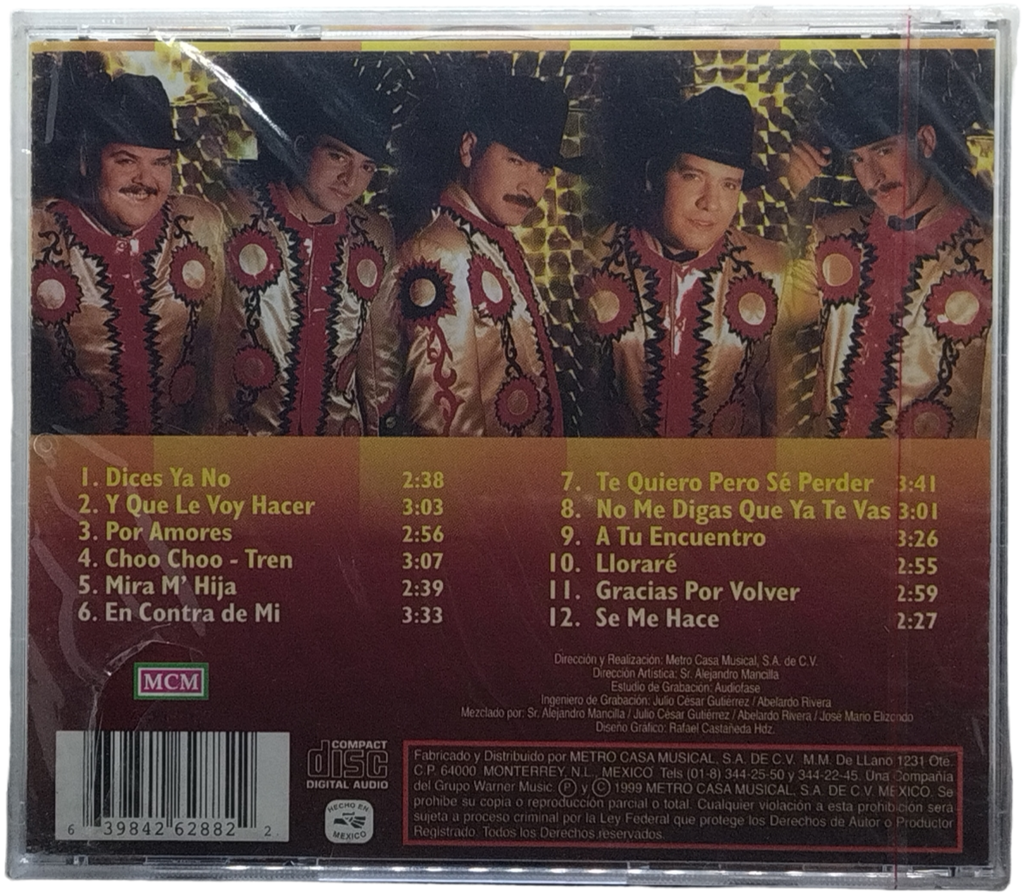 1. Dices Ya No 2:38
2. Y Que Le Voy Hacer 3:03
3. Por Amores 2:56
4. Choo Choo - Tren 3:07
5. Mira M' Hija 2:39
6. En Contra de Mi 3:33
7. Te Quiero Pero Sé Perder 3:41
8. No Me Digas Que Ya Te Vas 3:01
9. A Tu Encuentro 3:26
10. Lloraré 2:55
11. Gracias Por Volver 2:59
12. Se Me Hace 2:27
Dirección y Realización: Metro Casa Musical, S.A. de C.V.
Dirección Artística: Sr. Alejandro Mancilla
Estudio de Grabación: Audiofase
Ingeniero de Grabación: Julio César Gutiérrez / Abelardo Rivera
Mezclado por: Sr. Alejandro Mancilla / Julio César Gutiérrez / Abelardo Rivera / José Mario Elizondo
Diseño Gráfico: Rafael Castañeda Hdz.
MCM
6 39842 62882 2
COMPACT
disc
DIGITAL AUDIO
HECHO EN
MEXICO
Fabricado y Distribuido por METRO CASA MUSICAL, S.A. DE C.V. M.M. De LLano 1231 Ote.
C.P. 64000 MONTERREY, N.L., MEXICO Tels (01-8) 344-25-50 y 344-22-45. Una Compañía
del Grupo Warner Music. Ⓟ y © 1999 METRO CASA MUSICAL, S.A. DE C.V. MEXICO. Se
prohibe su copia o reproducción parcial o total. Cualquier violación a esta prohibición será
sujeta a proceso criminal por la Ley Federal que protege los Derechos de Autor o Productor
Registrado. Todos los Derechos reservados.